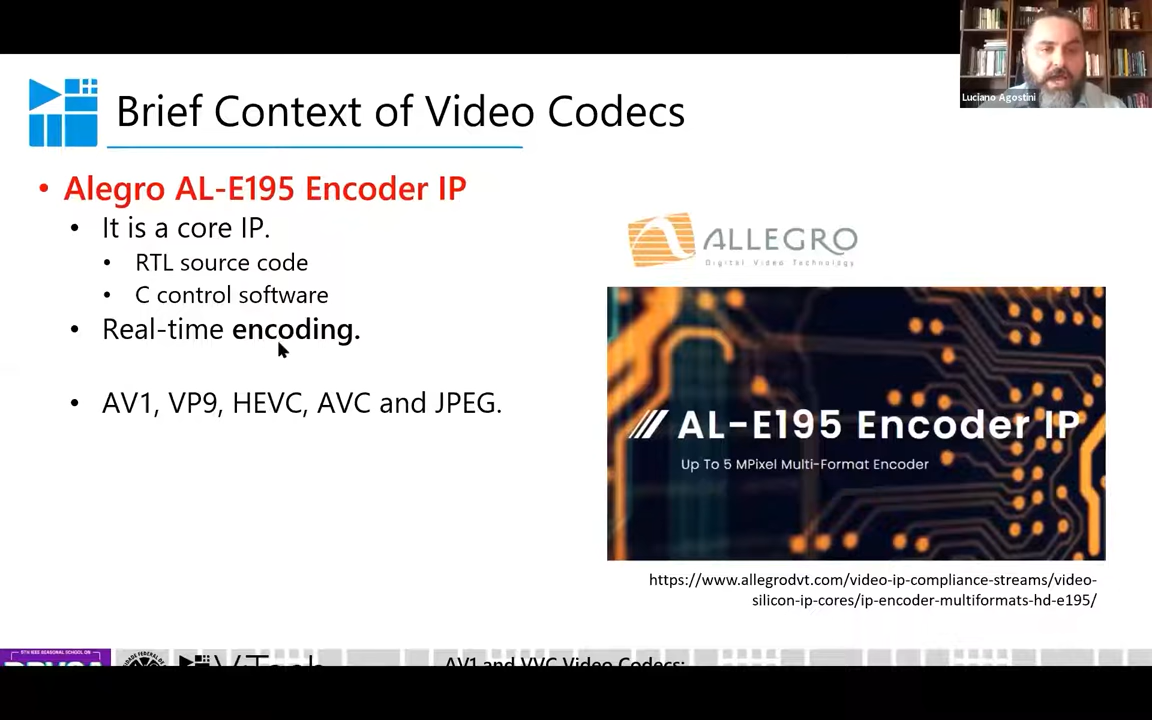 Luciano Agostini
Brief Context of Video Codecs
• Alegro AL-E195 Encoder IP
• It is a core IP.
• RTL source code
• C control software
• Real-time encoding.
• AV1, VP9, HEVC, AVC and JPEG.
ALLEGRO
Digital Video Technology
AL-E195 Encoder IP
Up To 5 MPixel Multi-Format Encoder
https://www.allegrodvt.com/video-ip-compliance-streams/video-
silicon-ip-cores/ip-encoder-multiformats-hd-e195/
AV1 and VVC Video Codecs: